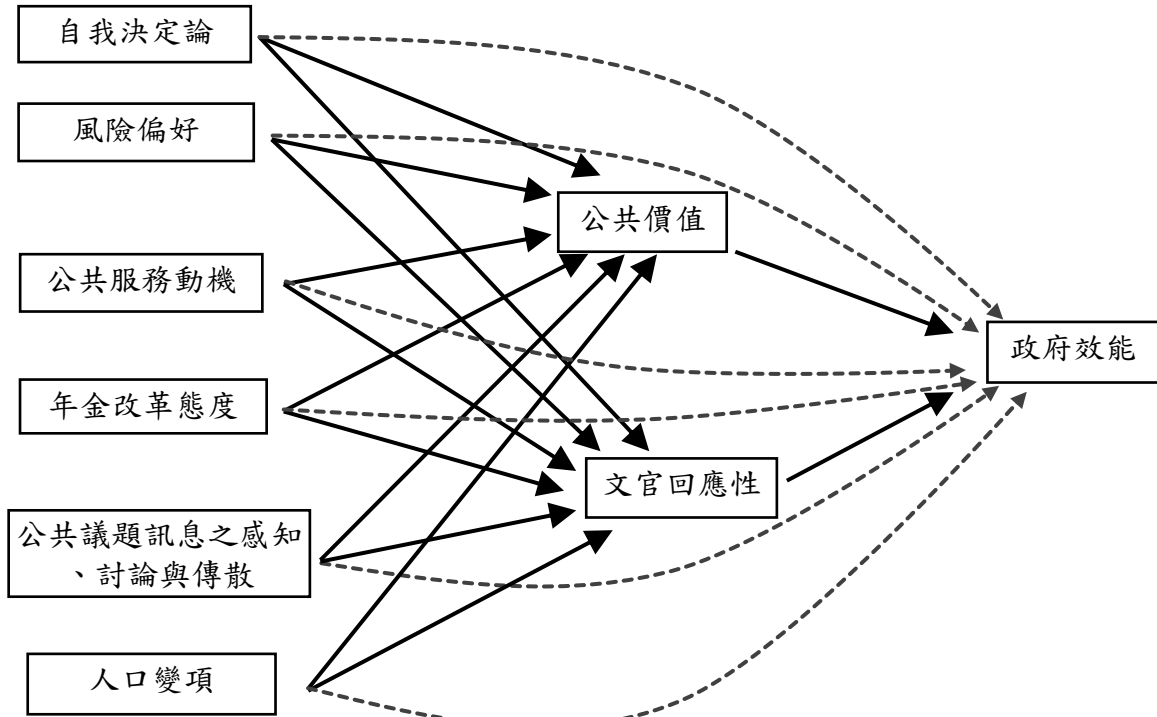 自我決定論
風險偏好
公共價值
公共服務動機
政府效能
年金改革態度
文官回應性
公共議題訊息之感知
、討論與傳散
人口變項